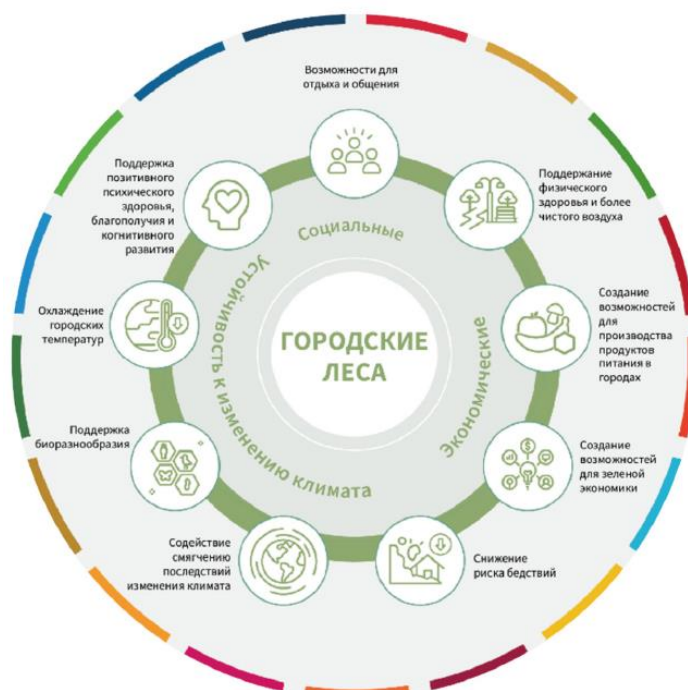 Возможности для
отдыха и общения
Поддержание
физического
здоровья и более
чистого воздуха
Создание
возможностей
для
производства
продуктов
питания в
городах
Создание
возможностей
для зеленой
экономики
Снижение
риска бедствий
Содействие
смягчению
последствий
изменения климата
Поддержка
биоразнообразия
Охлаждение
городских
температур
Поддержка
позитивного
психического
здоровья,
благополучия и
когнитивного
развития
Социальные
Экономические
Устойчивость к изменению климата
ГОРОДСКИЕ
ЛЕСА